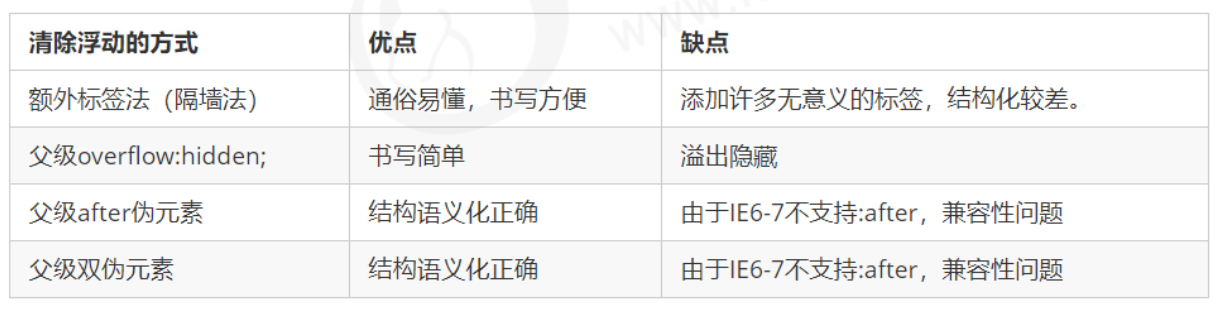 清除浮动的方式 优点 缺点
额外标签法（隔墙法） 通俗易懂，书写方便 添加许多无意义的标签，结构化较差。
父级overflow:hidden; 书写简单 溢出隐藏
父级after伪元素 结构语义化正确 由于IE6-7不支持:after，兼容性问题
父级双伪元素 结构语义化正确 由于IE6-7不支持:after，兼容性问题